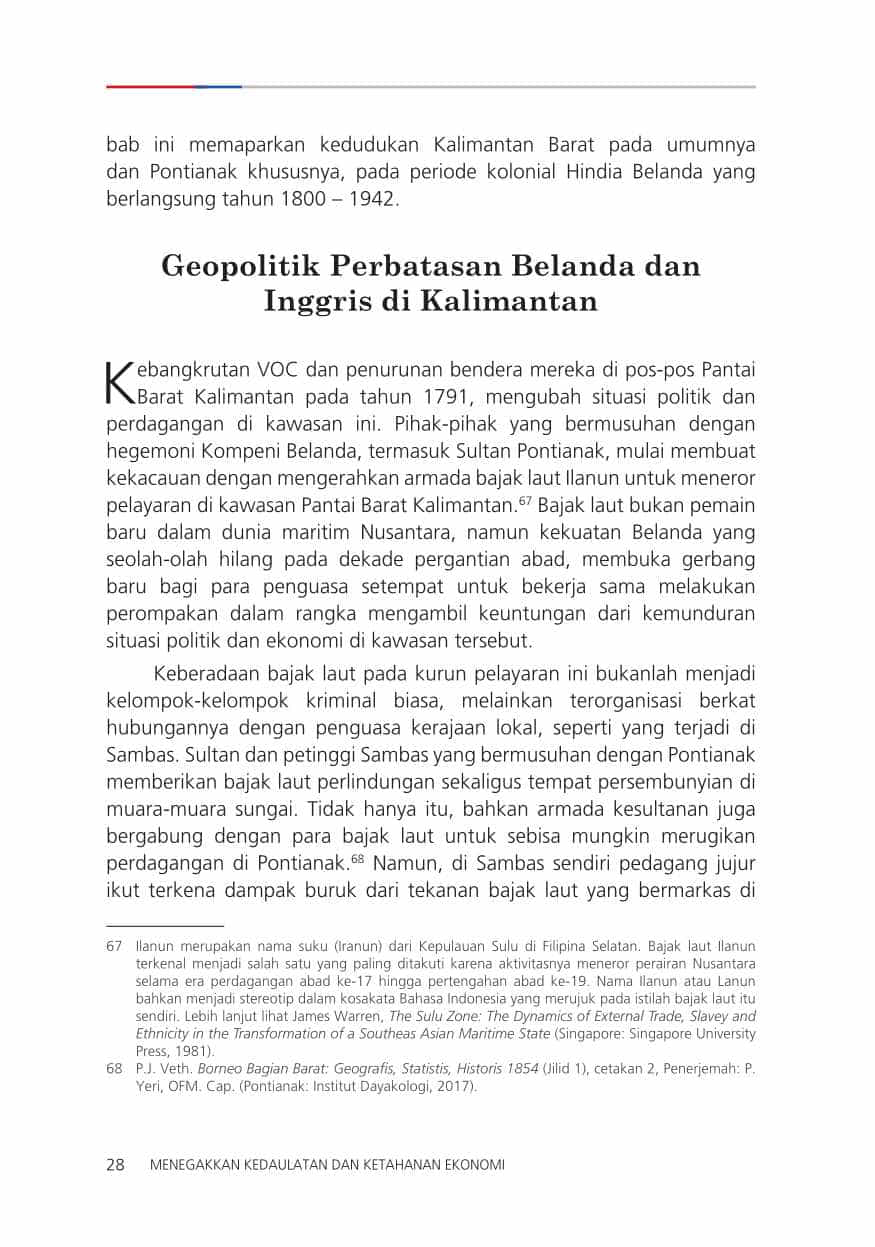 bab ini memaparkan kedudukan Kalimantan Barat pada umumnya
dan Pontianak khususnya, pada periode kolonial Hindia Belanda yang
berlangsung tahun 1800 – 1942.
Geopolitik Perbatasan Belanda dan
Inggris di Kalimantan
Kebangkrutan VOC dan penurunan bendera mereka di pos-pos Pantai
Barat Kalimantan pada tahun 1791, mengubah situasi politik dan
perdagangan di kawasan ini. Pihak-pihak yang bermusuhan dengan
hegemoni Kompeni Belanda, termasuk Sultan Pontianak, mulai membuat
kekacauan dengan mengerahkan armada bajak laut Ilanun untuk meneror
pelayaran di kawasan Pantai Barat Kalimantan.67 Bajak laut bukan pemain
baru dalam dunia maritim Nusantara, namun kekuatan Belanda yang
seolah-olah hilang pada dekade pergantian abad, membuka gerbang
baru bagi para penguasa setempat untuk bekerja sama melakukan
perompakan dalam rangka mengambil keuntungan dari kemunduran
situasi politik dan ekonomi di kawasan tersebut.
Keberadaan bajak laut pada kurun pelayaran ini bukanlah menjadi
kelompok-kelompok kriminal biasa, melainkan terorganisasi berkat
hubungannya dengan penguasa kerajaan lokal, seperti yang terjadi di
Sambas. Sultan dan petinggi Sambas yang bermusuhan dengan Pontianak
memberikan bajak laut perlindungan sekaligus tempat persembunyian di
muara-muara sungai. Tidak hanya itu, bahkan armada kesultanan juga
bergabung dengan para bajak laut untuk sebisa mungkin merugikan
perdagangan di Pontianak.68 Namun, di Sambas sendiri pedagang jujur
ikut terkena dampak buruk dari tekanan bajak laut yang bermarkas di
67 Ilanun merupakan nama suku (Iranun) dari Kepulauan Sulu di Filipina Selatan. Bajak laut Ilanun
terkenal menjadi salah satu yang paling ditakuti karena aktivitasnya meneror perairan Nusantara
selama era perdagangan abad ke-17 hingga pertengahan abad ke-19. Nama Ilanun atau Lanun
bahkan menjadi stereotip dalam kosakata Bahasa Indonesia yang merujuk pada istilah bajak laut itu
sendiri. Lebih lanjut lihat James Warren, The Sulu Zone: The Dynamics of External Trade, Slavey and
Ethnicity in the Transformation of a Southeas Asian Maritime State (Singapore: Singapore University
Press, 1981).
68 P.J. Veth. Borneo Bagian Barat: Geografis, Statistis, Historis 1854 (Jilid 1), cetakan 2, Penerjemah: P.
Yeri, OFM. Cap. (Pontianak: Institut Dayakologi, 2017).
28 MENEGAKKAN KEDAULATAN DAN KETAHANAN EKONOMI